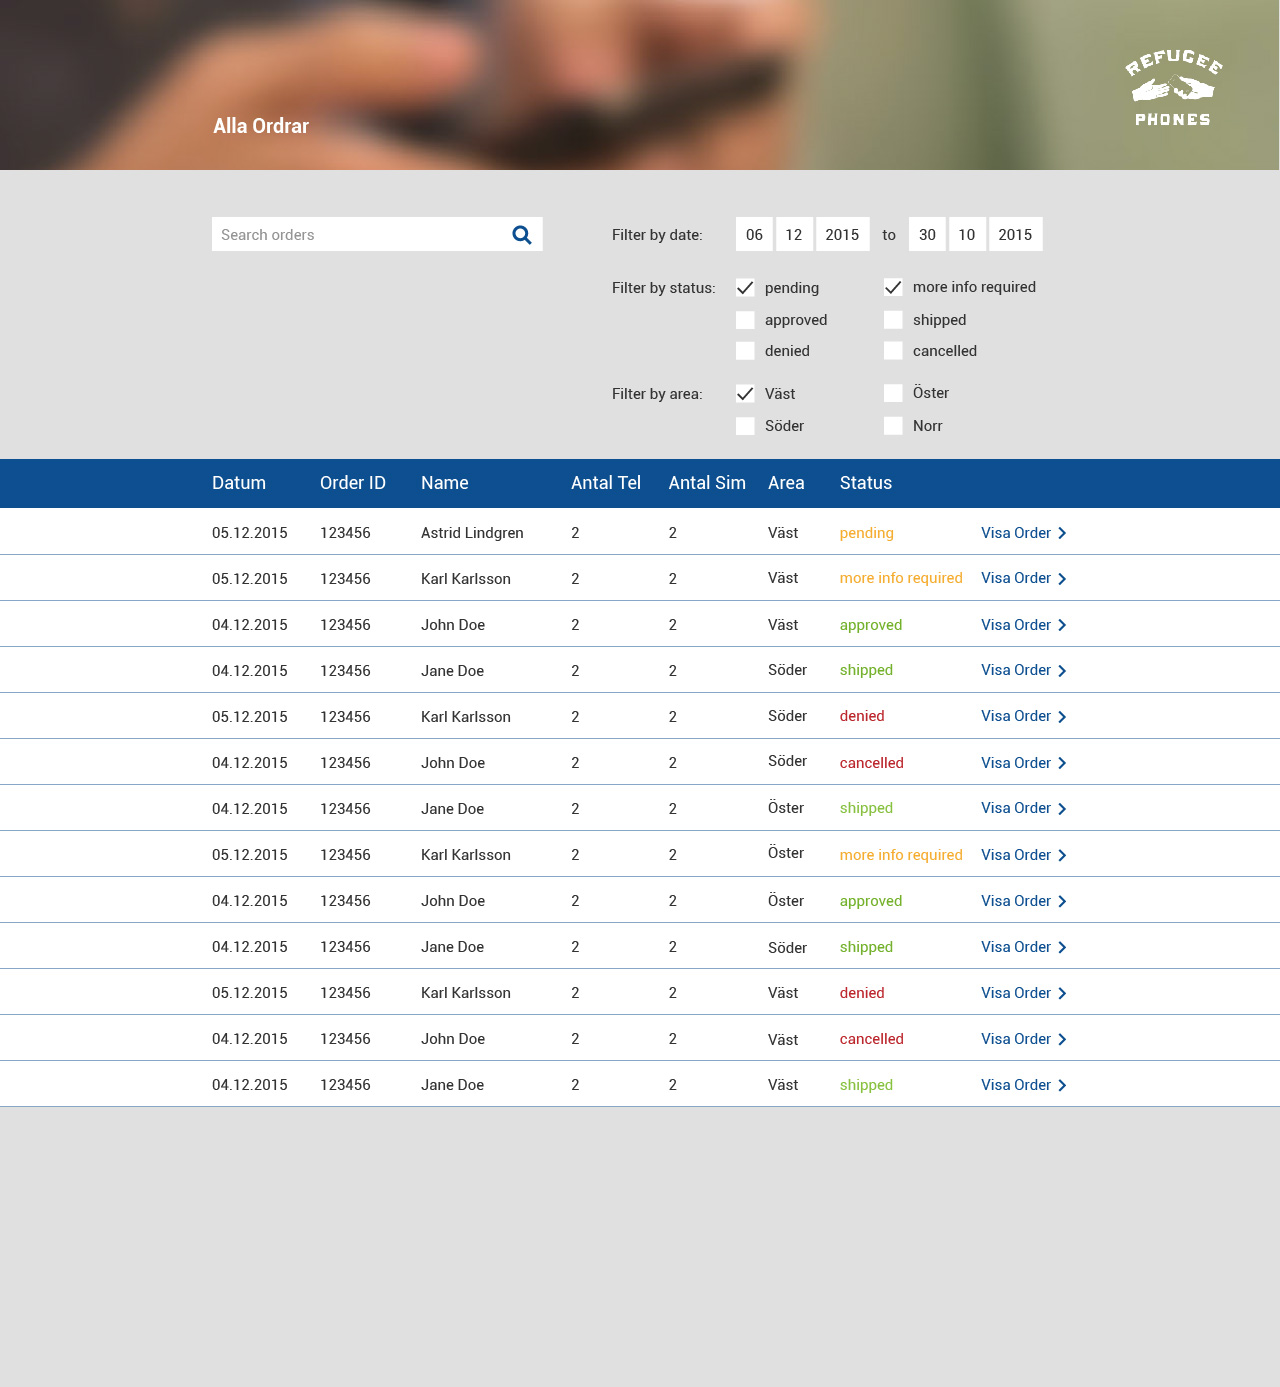 REFUGEE
PHONES
Alla Ordrar
Search orders
Filter by date: 06 12 2015 to 30 10 2015
Filter by status: pending more info required
approved shipped
denied cancelled
Filter by area: Väst Öster
Söder Norr
Datum Order ID Name Antal Tel Antal Sim Area Status
05.12.2015 123456 Astrid Lindgren 2 2 Väst pending Visa Order
05.12.2015 123456 Karl Karlsson 2 2 Väst more info required Visa Order
04.12.2015 123456 John Doe 2 2 Väst approved Visa Order
04.12.2015 123456 Jane Doe 2 2 Söder shipped Visa Order
05.12.2015 123456 Karl Karlsson 2 2 Söder denied Visa Order
04.12.2015 123456 John Doe 2 2 Söder cancelled Visa Order
04.12.2015 123456 Jane Doe 2 2 Öster shipped Visa Order
05.12.2015 123456 Karl Karlsson 2 2 Öster more info required Visa Order
04.12.2015 123456 John Doe 2 2 Öster approved Visa Order
04.12.2015 123456 Jane Doe 2 2 Söder shipped Visa Order
05.12.2015 123456 Karl Karlsson 2 2 Väst denied Visa Order
04.12.2015 123456 John Doe 2 2 Väst cancelled Visa Order
04.12.2015 123456 Jane Doe 2 2 Väst shipped Visa Order